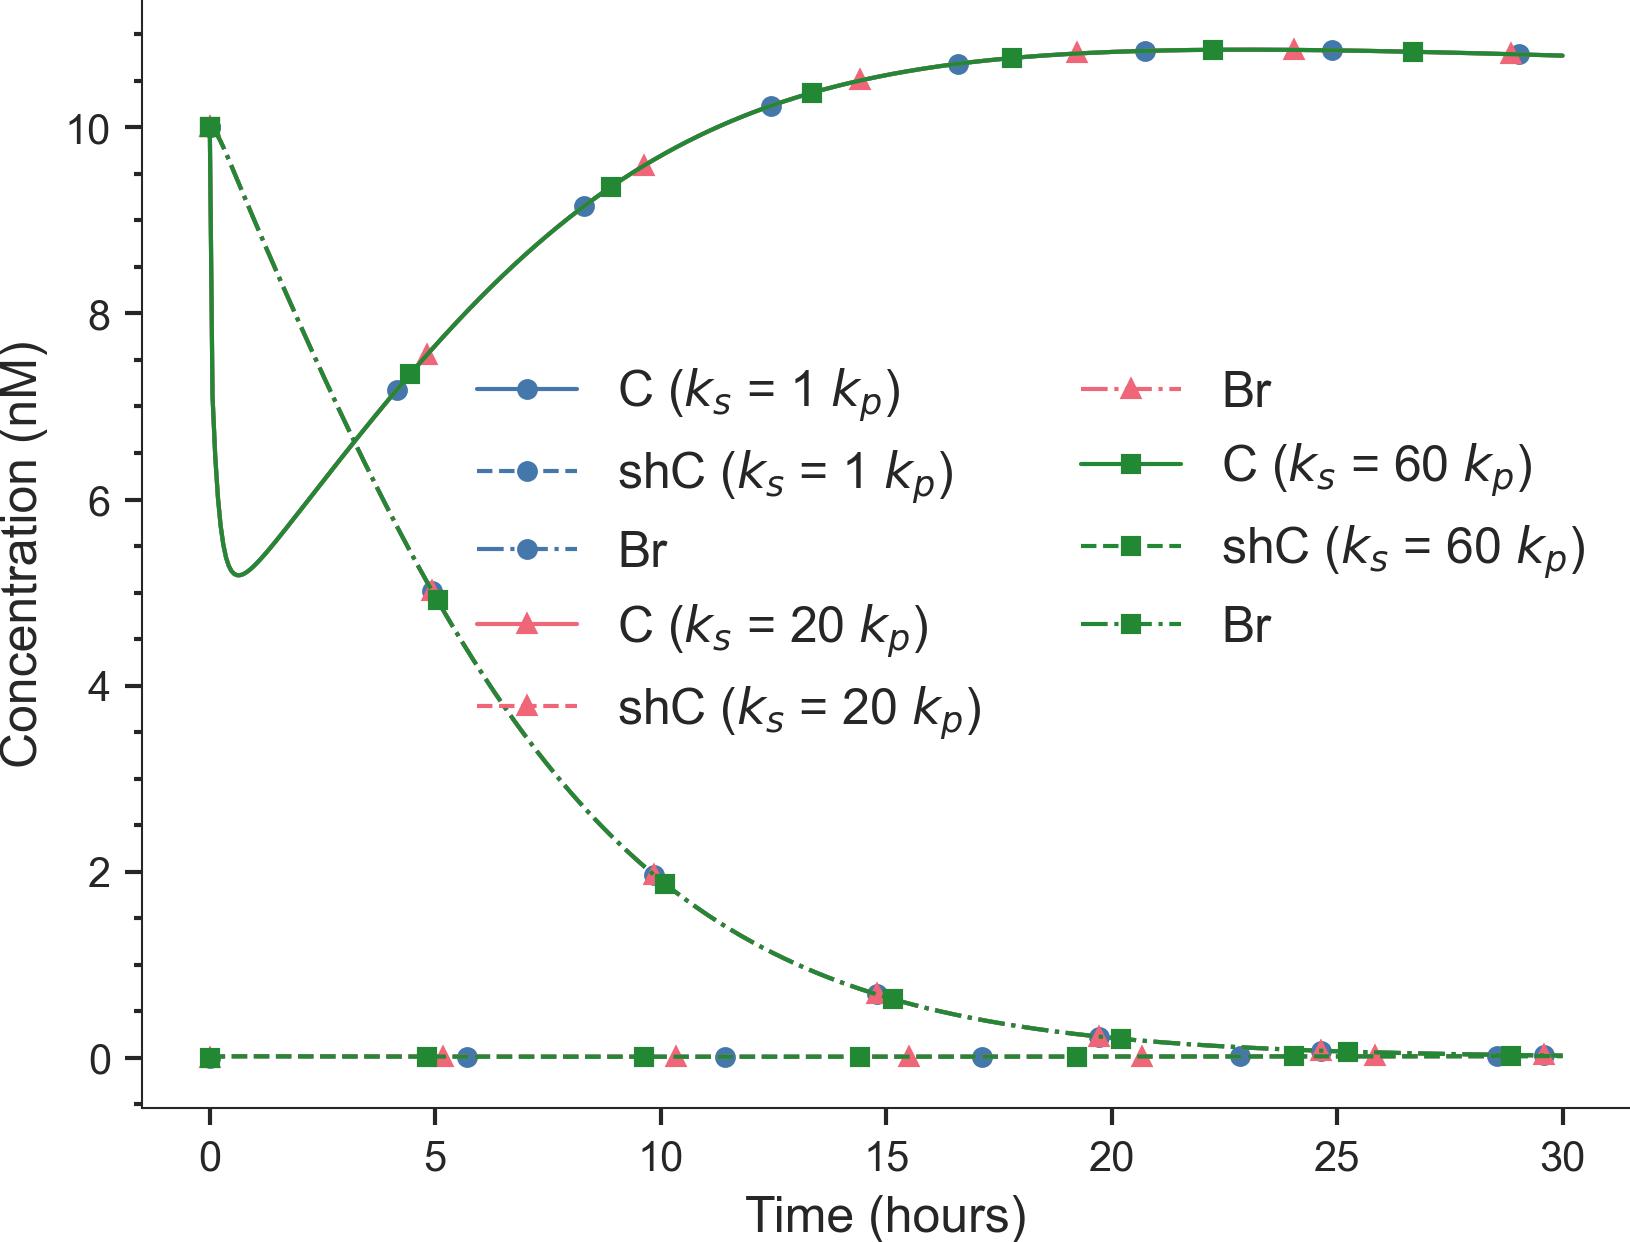 Concentration (nM)
10
8
6
4
2
0
C (kₛ = 1 kₚ)
shC (kₛ = 1 kₚ)
Br
C (kₛ = 20 kₚ)
shC (kₛ = 20 kₚ)
Br
C (kₛ = 60 kₚ)
shC (kₛ = 60 kₚ)
Br
0 5 10 15 20 25 30
Time (hours)